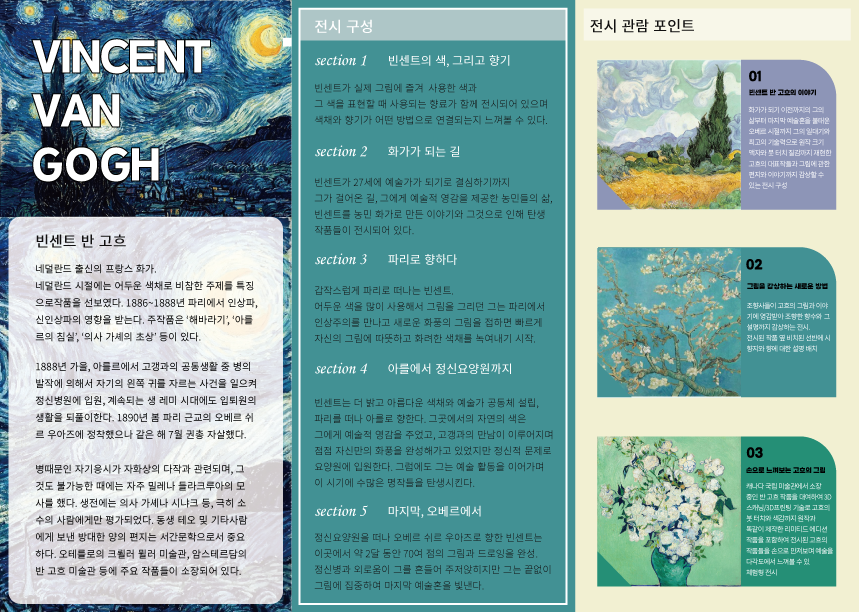 VINCENT
VAN
GOGH
빈센트 반 고흐
네덜란드 출신의 프랑스 화가.
네덜란드 시절에는 어두운 색채로 비참한 주제를 특징
으로작품을 선보였다. 1886~1888년 파리에서 인상파,
신인상파의 영향을 받는다. 주작품은 '해바라기', '아를
르의 침실', '의사 가셰의 초상' 등이 있다.
1888년 가을, 아를르에서 고갱과의 공동생활 중 병의
발작에 의해서 자기의 왼쪽 귀를 자르는 사건을 일으켜
정신병원에 입원, 계속되는 생 레미 시대에도 입퇴원의
생활을 되풀이한다. 1890년 봄 파리 근교의 오베르 쉬
르 우아즈에 정착했으나 같은 해 7월 권총 자살했다.
병때문인 자기응시가 자화상의 다작과 관련되며, 그
것도 불가능한 때에는 자주 밀레나 들라크루아의 모
사를 했다. 생전에는 의사 가셰나 시냐크 등, 극히 소
수의 사람에게만 평가되었다. 동생 테오 및 기타사람
에게 보낸 방대한 양의 편지는 서간문학으로서 중요
하다. 오테를로의 크뢸러 뮐러 미술관, 암스테르담의
반 고흐 미술관 등에 주요 작품들이 소장되어 있다.
전시 구성
section 1 빈센트의 색, 그리고 향기
빈센트가 실제 그림에 즐겨 사용한 색과
그 색을 표현할 때 사용되는 향료가 함께 전시되어 있으며
색채와 향기가 어떤 방법으로 연결되는지 느껴볼 수 있다.
section 2 화가가 되는 길
빈센트가 27세에 예술가가 되기로 결심하기까지
그가 걸어온 길, 그에게 예술적 영감을 제공한 농민들의 삶,
빈센트를 농민 화가로 만든 이야기와 그것으로 인해 탄생
작품들이 전시되어 있다.
section 3 파리로 향하다
갑작스럽게 파리로 떠나는 빈센트.
어두운 색을 많이 사용해서 그림을 그리던 그는 파리에서
인상주의를 만나고 새로운 화풍의 그림을 접하면 빠르게
자신의 그림에 따뜻하고 화려한 색채를 녹여내기 시작.
section 4 아를에서 정신요양원까지
빈센트는 더 밝고 아름다운 색채와 예술가 공동체 설립,
파리를 떠나 아를로 향한다. 그곳에서의 자연의 색은
그에게 예술적 영감을 주었고, 고갱과의 만남이 이루어지며
점점 자신만의 화풍을 완성해가고 있었지만 정신적 문제로
요양원에 입원한다. 그럼에도 그는 예술 활동을 이어가며
이 시기에 수많은 명작들을 탄생시킨다.
section 5 마지막, 오베르에서
정신요양원을 떠나 오베르 쉬르 우아즈로 향한 빈센트는
이곳에서 약 2달 동안 70여 점의 그림과 드로잉을 완성.
정신병과 외로움이 그를 흔들어 주저앉히지만 그는 끝없이
그림에 집중하여 마지막 예술혼을 빛낸다.
전시 관람 포인트
01
빈센트 반 고흐의 이야기
화가가 되기 이전까지의 그의
삶부터 마지막 예술혼을 불태운
오베르 시절까지 그의 일대기와
최고의 기술력으로 원작 크기
액자와 붓 터치 질감까지 재현한
고흐의 대표작들과 그림에 관한
편지와 이야기까지 감상할 수
있는 전시 구성
02
그림을 감상하는 새로운 방법
조향사들이 고흐의 그림과 이야
기에 영감받아 조향한 향수와 그
설명까지 감상하는 전시.
전시된 작품 옆 비치된 선반에 시
향지와 향에 대한 설명 배치
03
손으로 느껴보는 고흐의 그림
캐나다 국립 미술관에서 소장
중인 반 고흐 작품을 대여하여 3D
스캐닝/3D프린팅 기술로 고흐의
붓 터치와 색감까지 원작과
똑같이 제작한 리미티드 에디션
작품을 포함하여 전시된 고흐의
작품들을 손으로 만져보며 예술을
다각도에서 느껴볼 수 있
체험형 전시